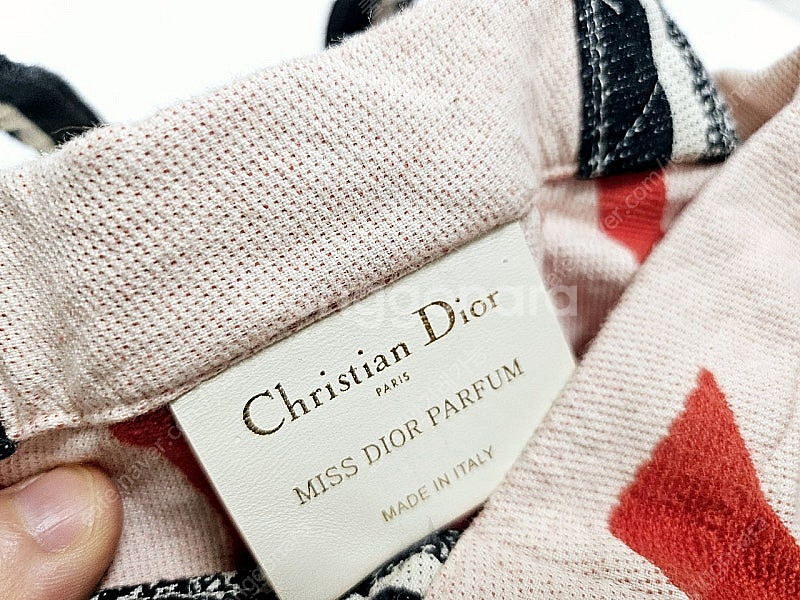 Christian Dior
PARIS
MISS DIOR PARFUM
MADE IN ITALY